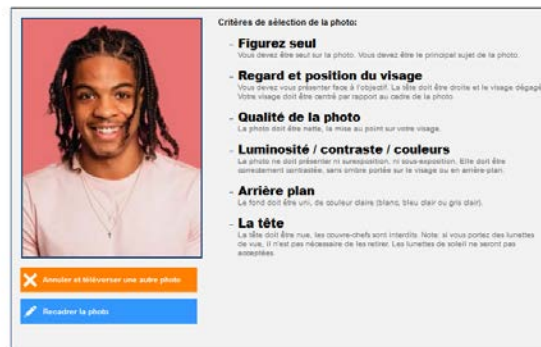 Critères de sélection de la photo:
- Figurez seul
Vous devez être seul sur la photo. Vous devez être le principal sujet de la photo.
- Regard et position du visage
Vous devez vous présenter face à l'objectif. La tête doit être droite et le visage dégagé.
Votre visage doit être centré par rapport au cadre de la photo.
- Qualité de la photo
La photo doit être nette, la mise au point sur votre visage.
- Luminosité / contraste / couleurs
La photo ne doit présenter ni surexposition, ni sous-exposition. Elle doit être
correctement contrastée, sans ombre portée sur le visage ou en arrière-plan.
- Arrière plan
Le fond doit être uni, de couleur claire (blanc, bleu clair ou gris clair).
- La tête
La tête doit être nue, les couvre-chefs sont interdits. Note: si vous portez des lunettes
de vue, il n'est pas nécessaire de les retirer. Les lunettes de soleil ne seront pas
acceptées.
Annuler et téléverser une autre photo
Recadrer la photo